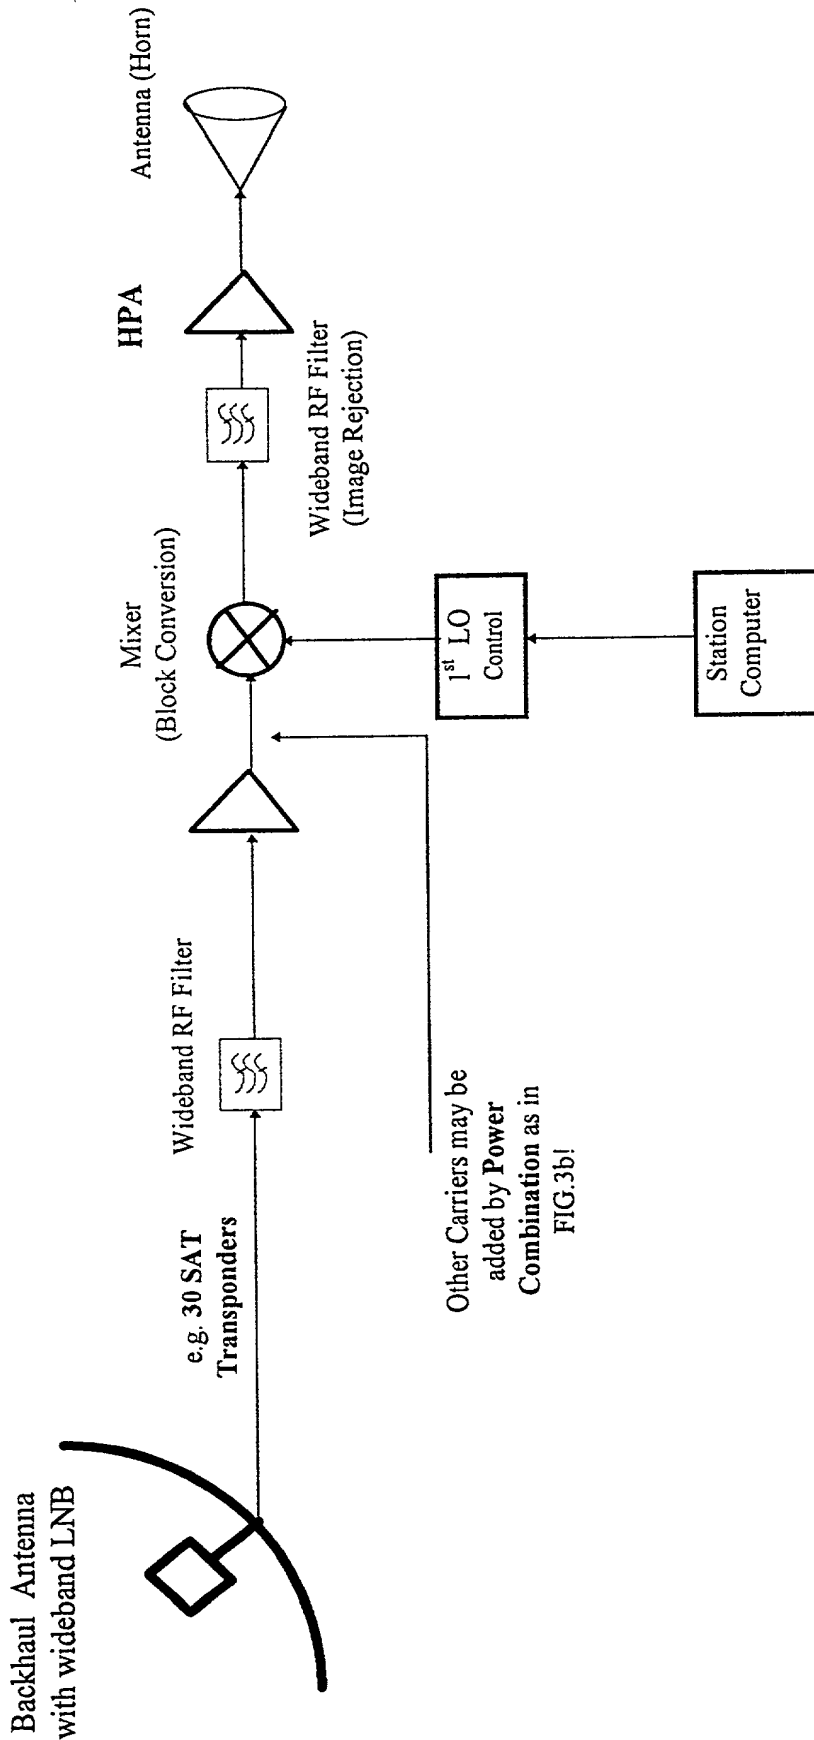 Backhaul Antenna
with wideband LNB
e.g. 30 SAT
Transponders
Wideband RF Filter
Other Carriers may be
added by Power
Combination as in
FIG.3b!
Mixer
(Block Conversion)
1st LO
Control
Station
Computer
Wideband RF Filter
(Image Rejection)
HPA
Antenna (Horn)